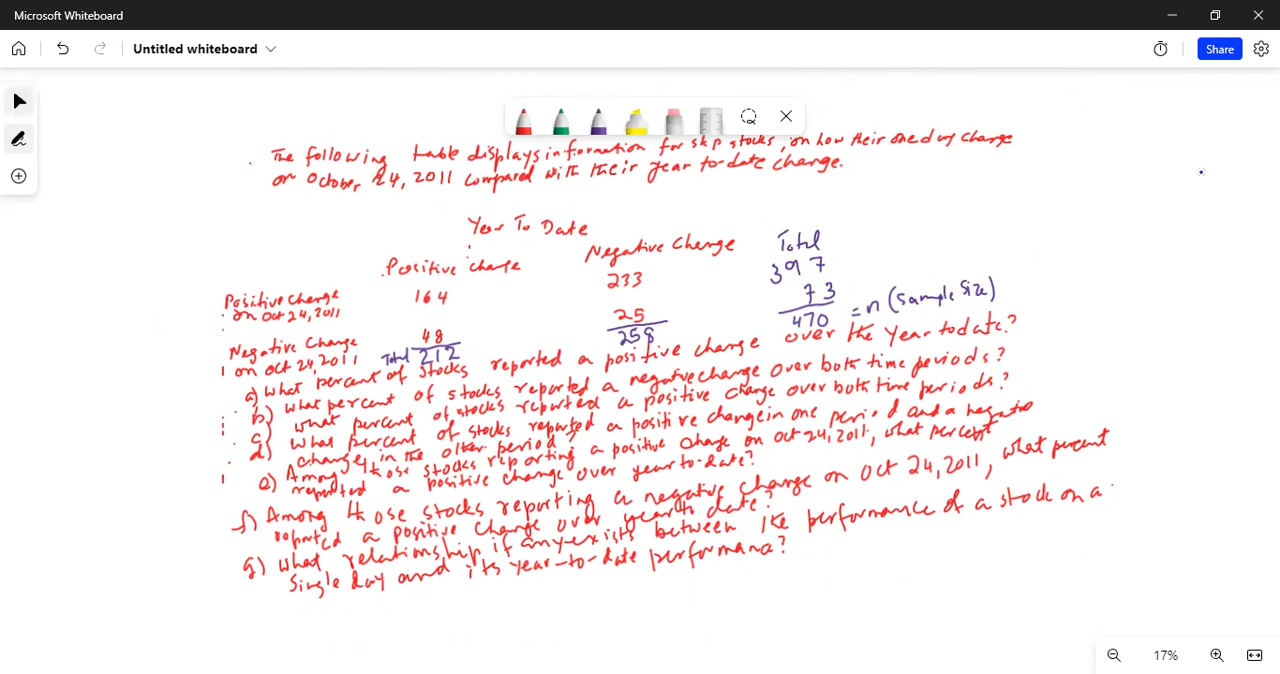 Microsoft Whiteboard
Untitled whiteboard
Share
The following table displays information for s&p stocks, on how their one day change
on October 24, 2011 compared with their year to-date change.
Year To Date
Positive change Negative Change Total
Positive Change on Oct 24, 2011 164 233 397
Negative Change on Oct 24, 2011 48 25 73
Total 212 258 470 = n (sample size)
a) What percent of stocks reported a positive change over the Year to date?
b) what percent of stocks reported a negative change over both time periods?
c) what percent of stocks reported a positive change over both time periods?
d) What percent of stocks reported a positive change in one period and a negative
change in the other period?
e) Among those stocks reporting a positive change on oct 24, 2011, what percent
reported a positive change over year to-date?
f) Among those stocks reporting a negative change on oct 24, 2011, what percent
reported a positive change over year to date?
g) What relationship if any exists between the performance of a stock on a
single day and its year-to-date performana?
17%